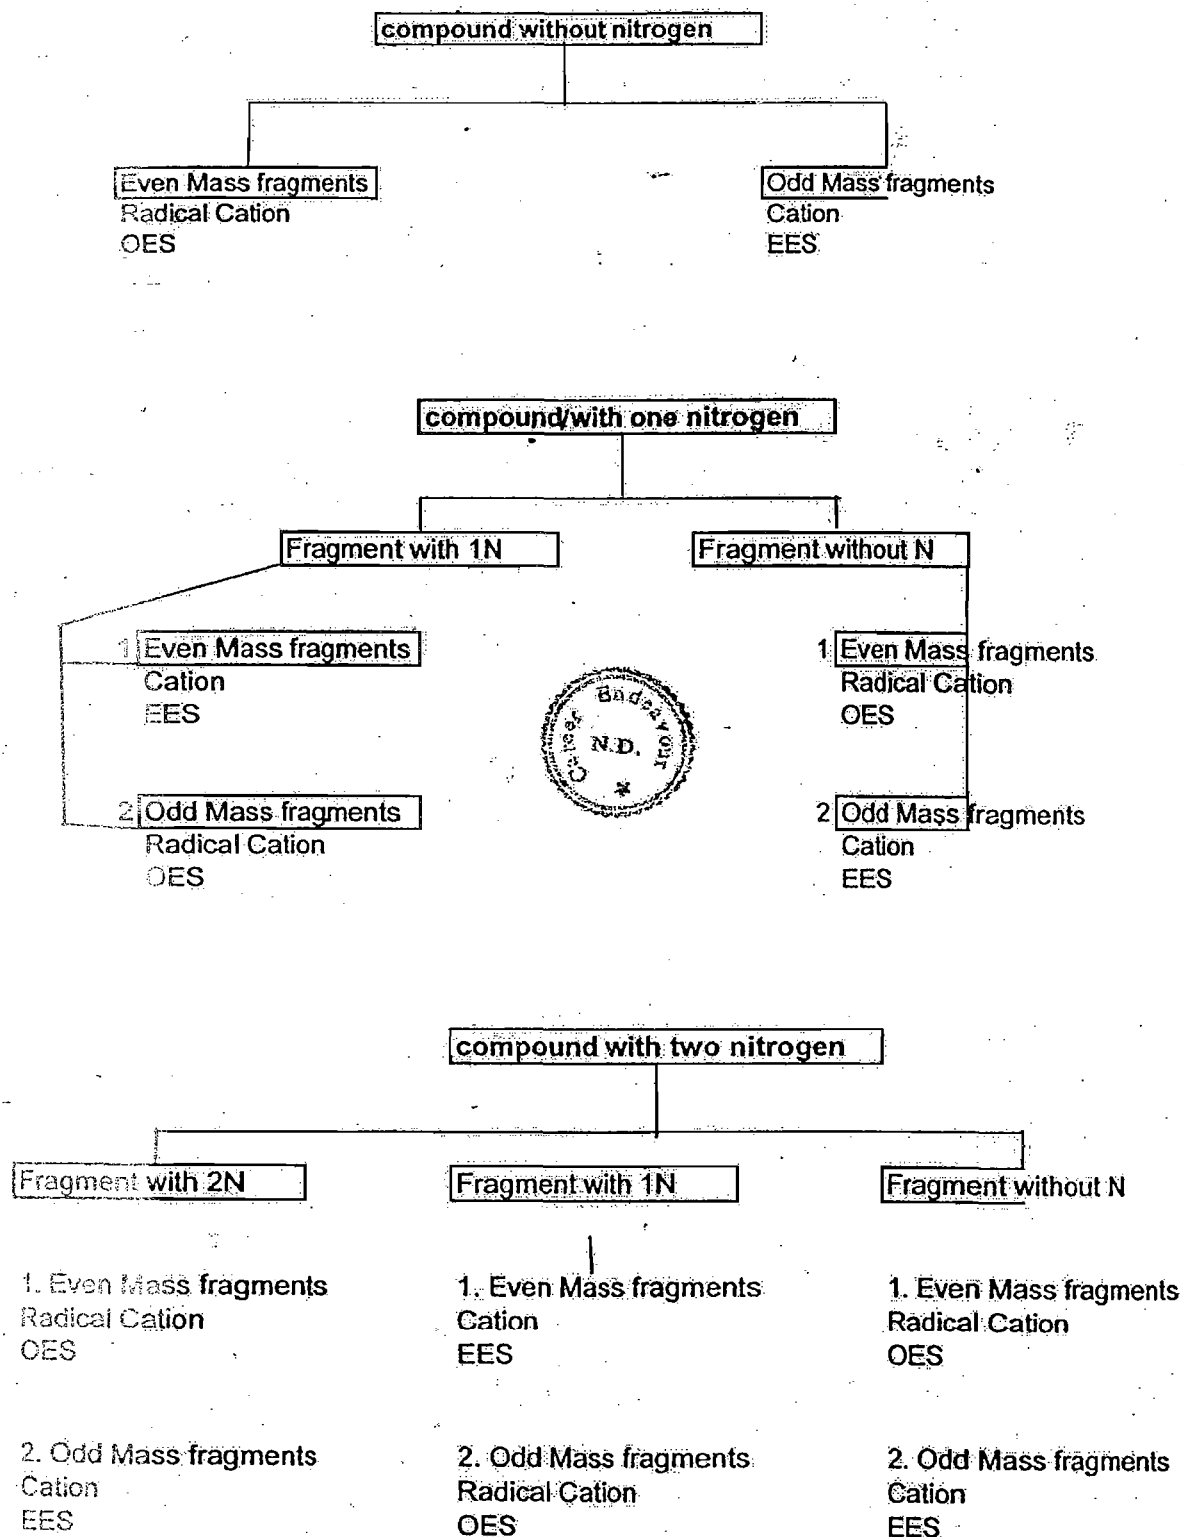 compound without nitrogen
Even Mass fragments
Radical Cation
OES
Odd Mass fragments
Cation
EES
compound/with one nitrogen
Fragment with 1N
Fragment without N
1 Even Mass fragments
Cation
EES
1 Even Mass fragments
Radical Cation
OES
Career Endeavour
N.D.
2 Odd Mass fragments
Radical Cation
OES
2 Odd Mass fragments
Cation
EES
compound with two nitrogen
Fragment with 2N
Fragment with 1N
Fragment without N
1. Even Mass fragments
Radical Cation
OES
1. Even Mass fragments
Cation
EES
1. Even Mass fragments
Radical Cation
OES
2. Odd Mass fragments
Cation
EES
2. Odd Mass fragments
Radical Cation
OES
2. Odd Mass fragments
Cation
EES